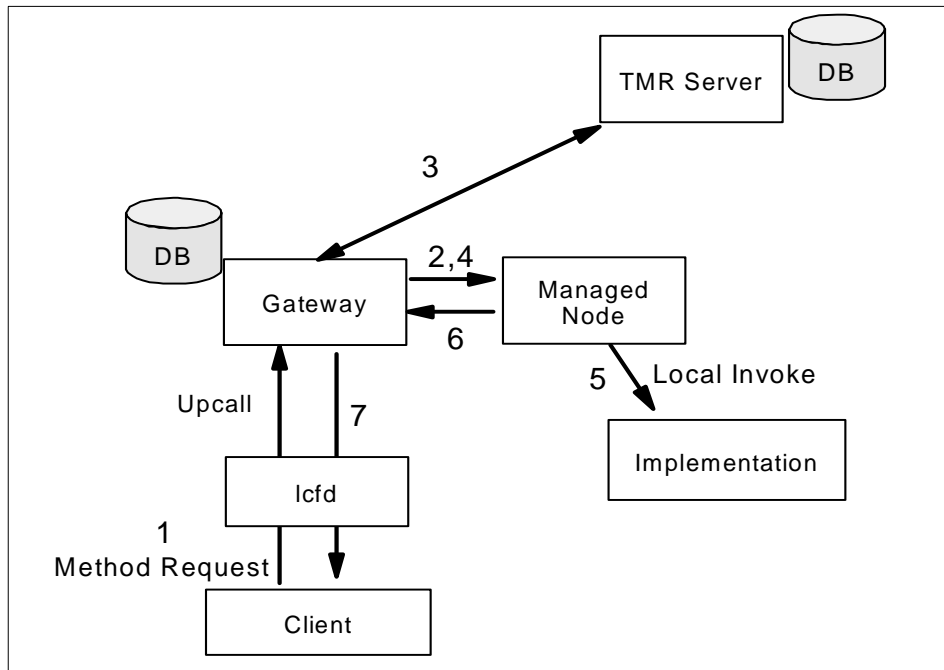 TMR Server
DB
3
DB
Gateway
2,4
6
Managed
Node
5
Local Invoke
Upcall
7
Implementation
lcfd
1
Method Request
Client